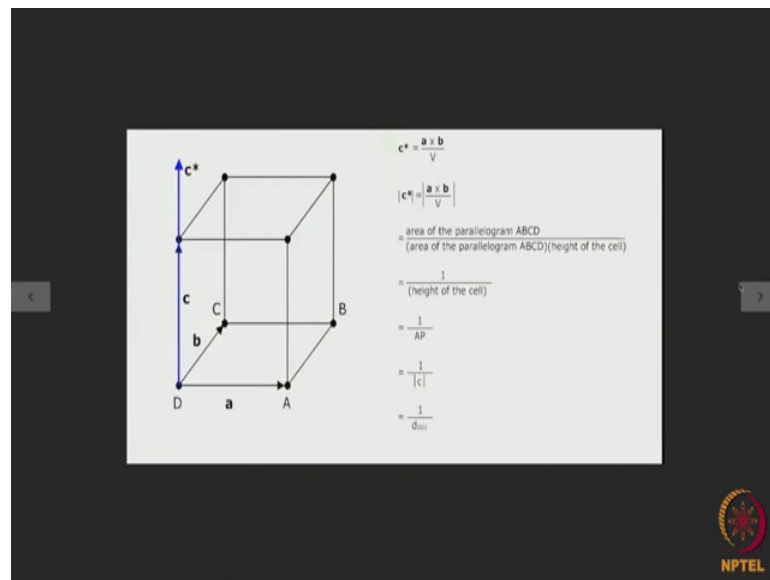 c*
c
C
B
b
D
a
A
c* = a x b / V
|c*| = |a x b / V|
= area of the parallelogram ABCD / (area of the parallelogram ABCD)(height of the cell)
= 1 / (height of the cell)
= 1 / AP
= 1 / |c|
= 1 / d₀₀₁
NPTEL